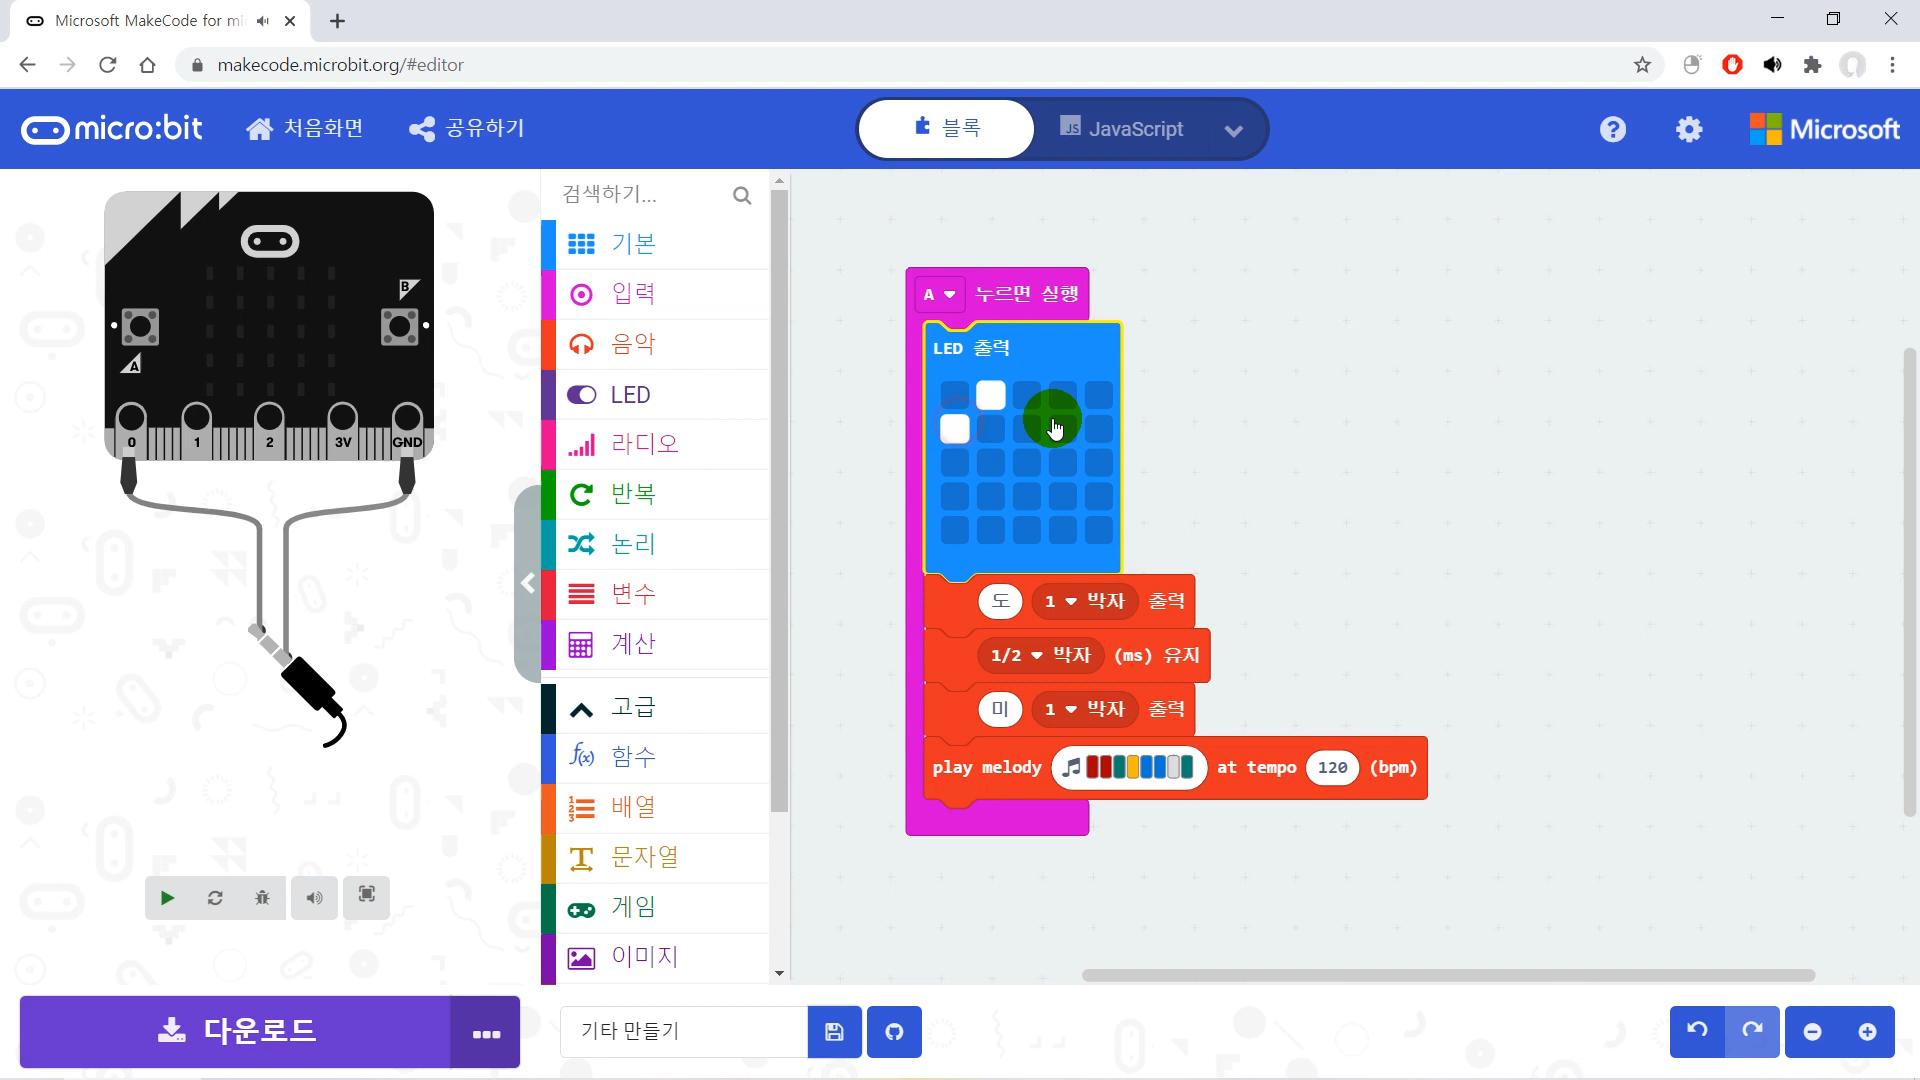 Microsoft MakeCode for mi
makecode.microbit.org/#editor
micro:bit
처음화면
공유하기
블록
JS JavaScript
Microsoft
B
A
0 1 2 3V GND
검색하기...
기본
입력
음악
LED
라디오
반복
논리
변수
계산
고급
f(x) 함수
배열
문자열
게임
이미지
A 누르면 실행
LED 출력
도 1 박자 출력
1/2 박자 (ms) 유지
미 1 박자 출력
play melody at tempo 120 (bpm)
다운로드
기타 만들기